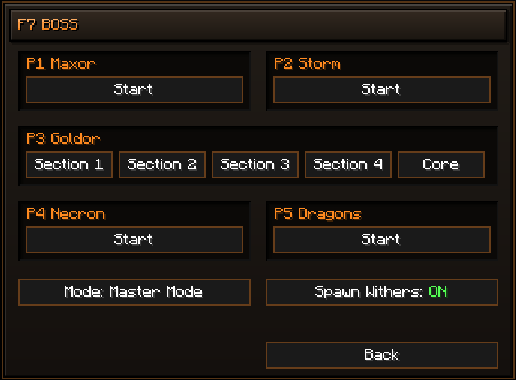 F7 BOSS
P1 Maxor
Start
P2 Storm
Start
P3 Goldor
Section 1
Section 2
Section 3
Section 4
Core
P4 Necron
Start
P5 Dragons
Start
Mode: Master Mode
Spawn Withers: ON
Back